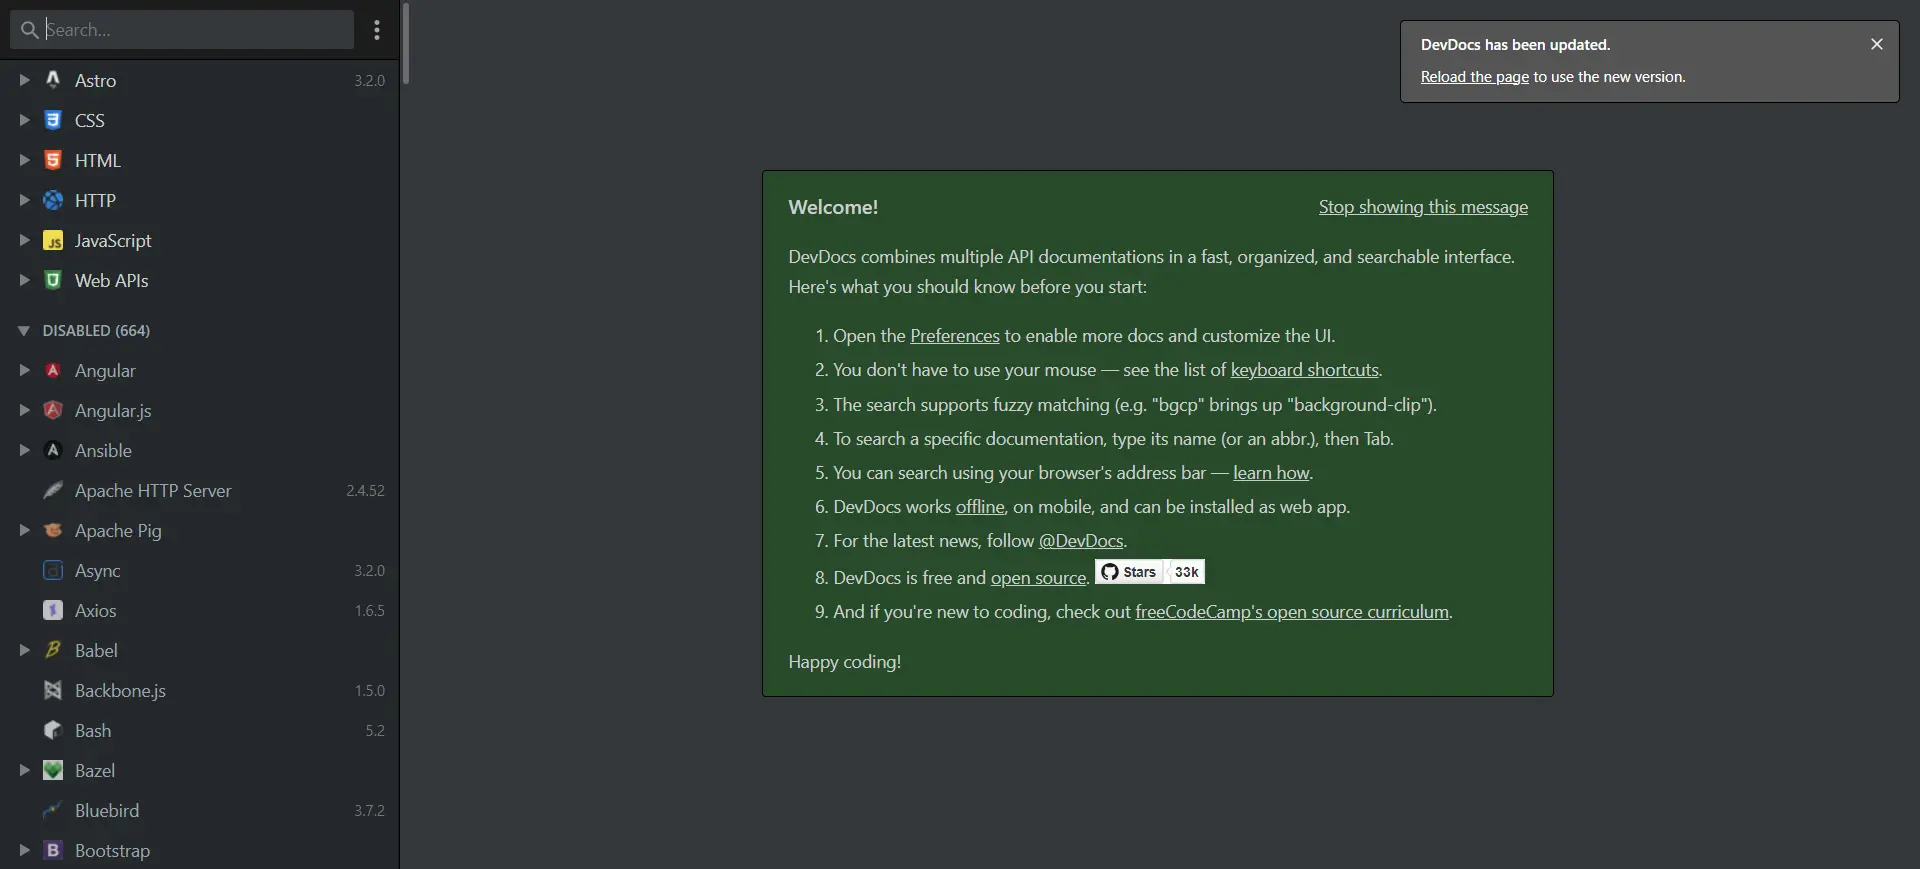 Search...
Astro 3.2.0
CSS
HTML
HTTP
JavaScript
Web APIs
DISABLED (664)
Angular
Angular.js
Ansible
Apache HTTP Server 2.4.52
Apache Pig
Async 3.2.0
Axios 1.6.5
Babel
Backbone.js 1.5.0
Bash 5.2
Bazel
Bluebird 3.7.2
Bootstrap
DevDocs has been updated.
Reload the page to use the new version.
Welcome! Stop showing this message
DevDocs combines multiple API documentations in a fast, organized, and searchable interface.
Here's what you should know before you start:
1. Open the Preferences to enable more docs and customize the UI.
2. You don't have to use your mouse — see the list of keyboard shortcuts.
3. The search supports fuzzy matching (e.g. "bgcp" brings up "background-clip").
4. To search a specific documentation, type its name (or an abbr.), then Tab.
5. You can search using your browser's address bar — learn how.
6. DevDocs works offline, on mobile, and can be installed as web app.
7. For the latest news, follow @DevDocs.
8. DevDocs is free and open source. Stars 33k
9. And if you're new to coding, check out freeCodeCamp's open source curriculum.
Happy coding!